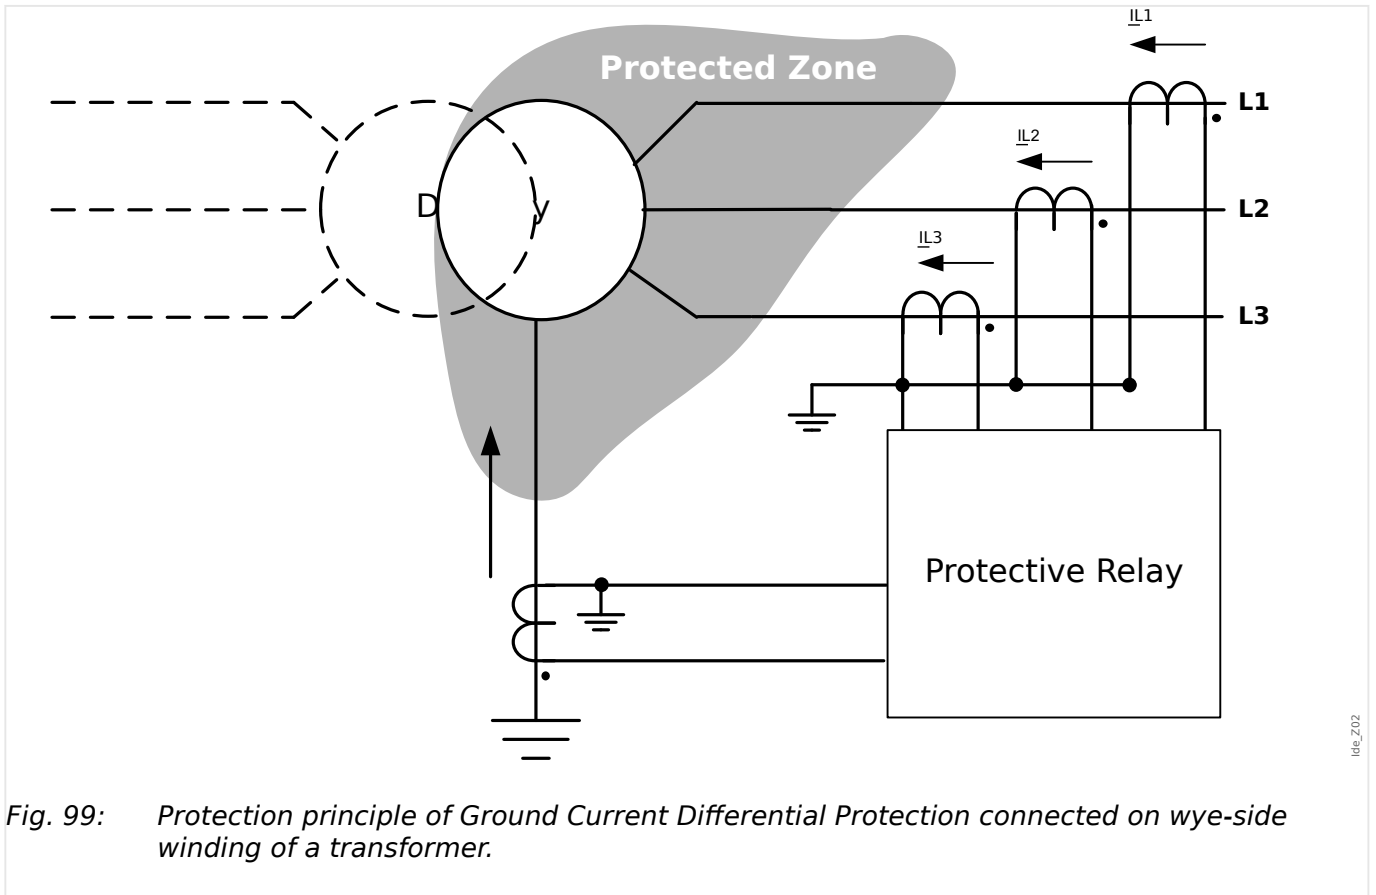 IL1
Protected Zone
L1
IL2
D y
L2
IL3
L3
Protective Relay
Ide_Z02
Fig. 99: Protection principle of Ground Current Differential Protection connected on wye-side
winding of a transformer.